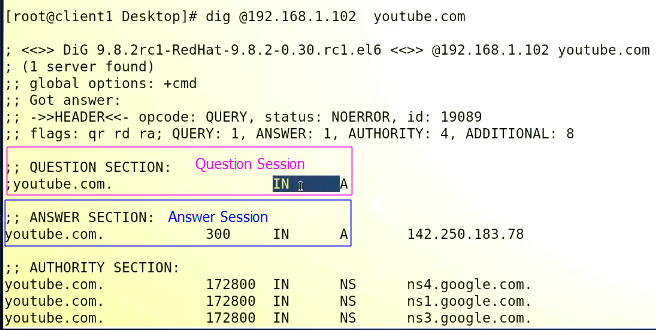 [root@client1 Desktop]# dig @192.168.1.102  youtube.com
; <<>> DiG 9.8.2rc1-RedHat-9.8.2-0.30.rc1.el6 <<>> @192.168.1.102 youtube.com
; (1 server found)
;; global options: +cmd
;; Got answer:
;; ->>HEADER<<- opcode: QUERY, status: NOERROR, id: 19089
;; flags: qr rd ra; QUERY: 1, ANSWER: 1, AUTHORITY: 4, ADDITIONAL: 8
;; QUESTION SECTION: Question Session
;youtube.com. IN A
;; ANSWER SECTION: Answer Session
youtube.com. 300 IN A 142.250.183.78
;; AUTHORITY SECTION:
youtube.com. 172800 IN NS ns4.google.com.
youtube.com. 172800 IN NS ns1.google.com.
youtube.com. 172800 IN NS ns3.google.com.